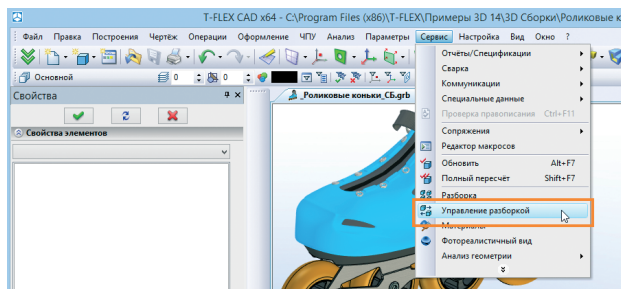 T-FLEX CAD x64 - C:\Program Files (x86)\T-FLEX\Примеры 3D 14\3D Сборки\Роликовые к
Файл Правка Построения Чертёж Операции Оформление ЧПУ Анализ Параметры Сервис Настройка Вид Окно ?
Основной 0 0
Свойства
_Роликовые коньки_СБ.grb
Свойства элементов
Отчёты/Спецификации
Сварка
Коммуникации
Специальные данные
Проверка правописания Ctrl+F11
Сопряжения
Редактор макросов
Обновить Alt+F7
Полный пересчёт Shift+F7
Разборка
Управление разборкой
Материалы
Фотореалистичный вид
Анализ геометрии